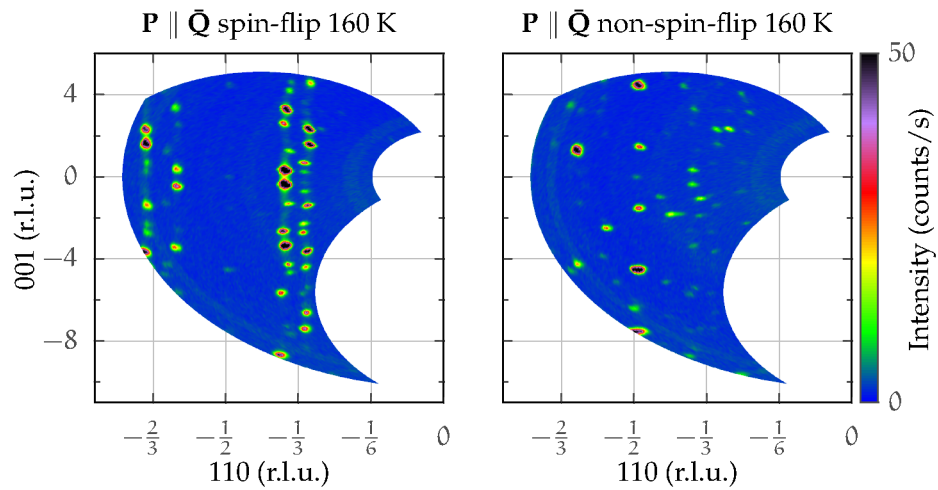 P ∥ Q̄ spin-flip 160 K
P ∥ Q̄ non-spin-flip 160 K
001 (r.l.u.)
4
0
−4
−8
−2/3
−1/2
−1/3
−1/6
0
110 (r.l.u.)
−2/3
−1/2
−1/3
−1/6
0
110 (r.l.u.)
50
0
Intensity (counts/s)